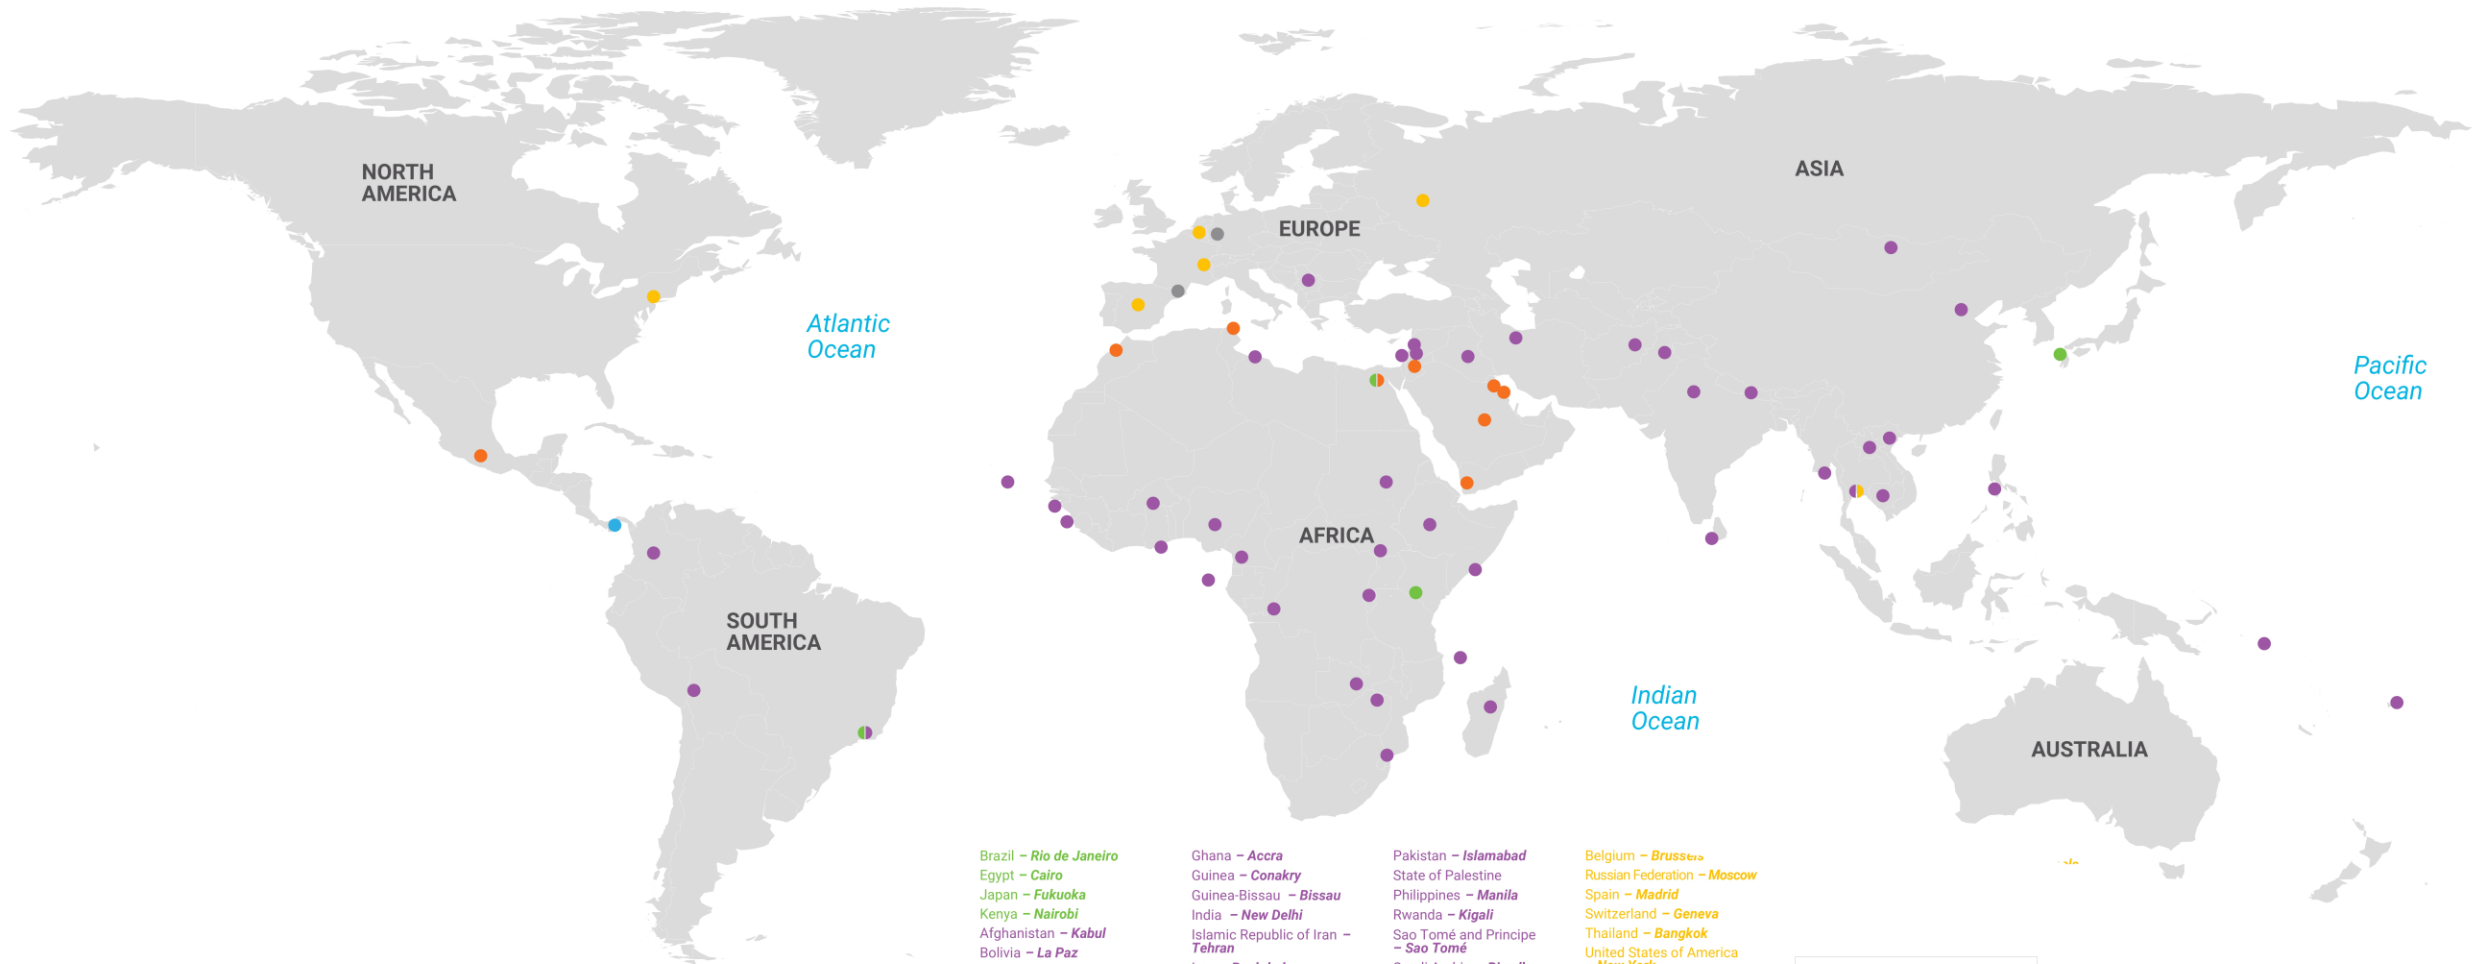 NORTH
AMERICA
ASIA
EUROPE
Atlantic
Ocean
Pacific
Ocean
AFRICA
SOUTH
AMERICA
Indian
Ocean
AUSTRALIA
Brazil – Rio de Janeiro
Egypt – Cairo
Japan – Fukuoka
Kenya – Nairobi
Afghanistan – Kabul
Bolivia – La Paz
Ghana – Accra
Guinea – Conakry
Guinea-Bissau – Bissau
India – New Delhi
Islamic Republic of Iran –
Tehran
Pakistan – Islamabad
State of Palestine
Philippines – Manila
Rwanda – Kigali
Sao Tomé and Principe
– Sao Tomé
Belgium – Brussels
Russian Federation – Moscow
Spain – Madrid
Switzerland – Geneva
Thailand – Bangkok
United States of America